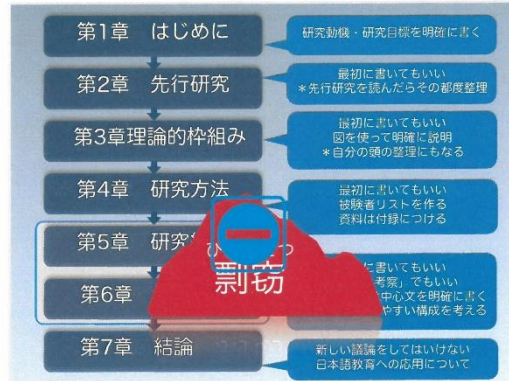 第1章 はじめに
研究動機・研究目標を明確に書く
第2章 先行研究
最初に書いてもいい
＊先行研究を読んだらその都度整理
第3章理論的枠組み
最初に書いてもいい
図を使って明確に説明
＊自分の頭の整理にもなる
第4章 研究方法
最初に書いてもいい
被験者リストを作る
資料は付録につける
第5章 研究
に書いてもいい
考察」でもいい
中心文を明確に書く
やすい構成を考える
第6章
剽窃
第7章 結論
新しい議論をしてはいけない
日本語教育への応用について